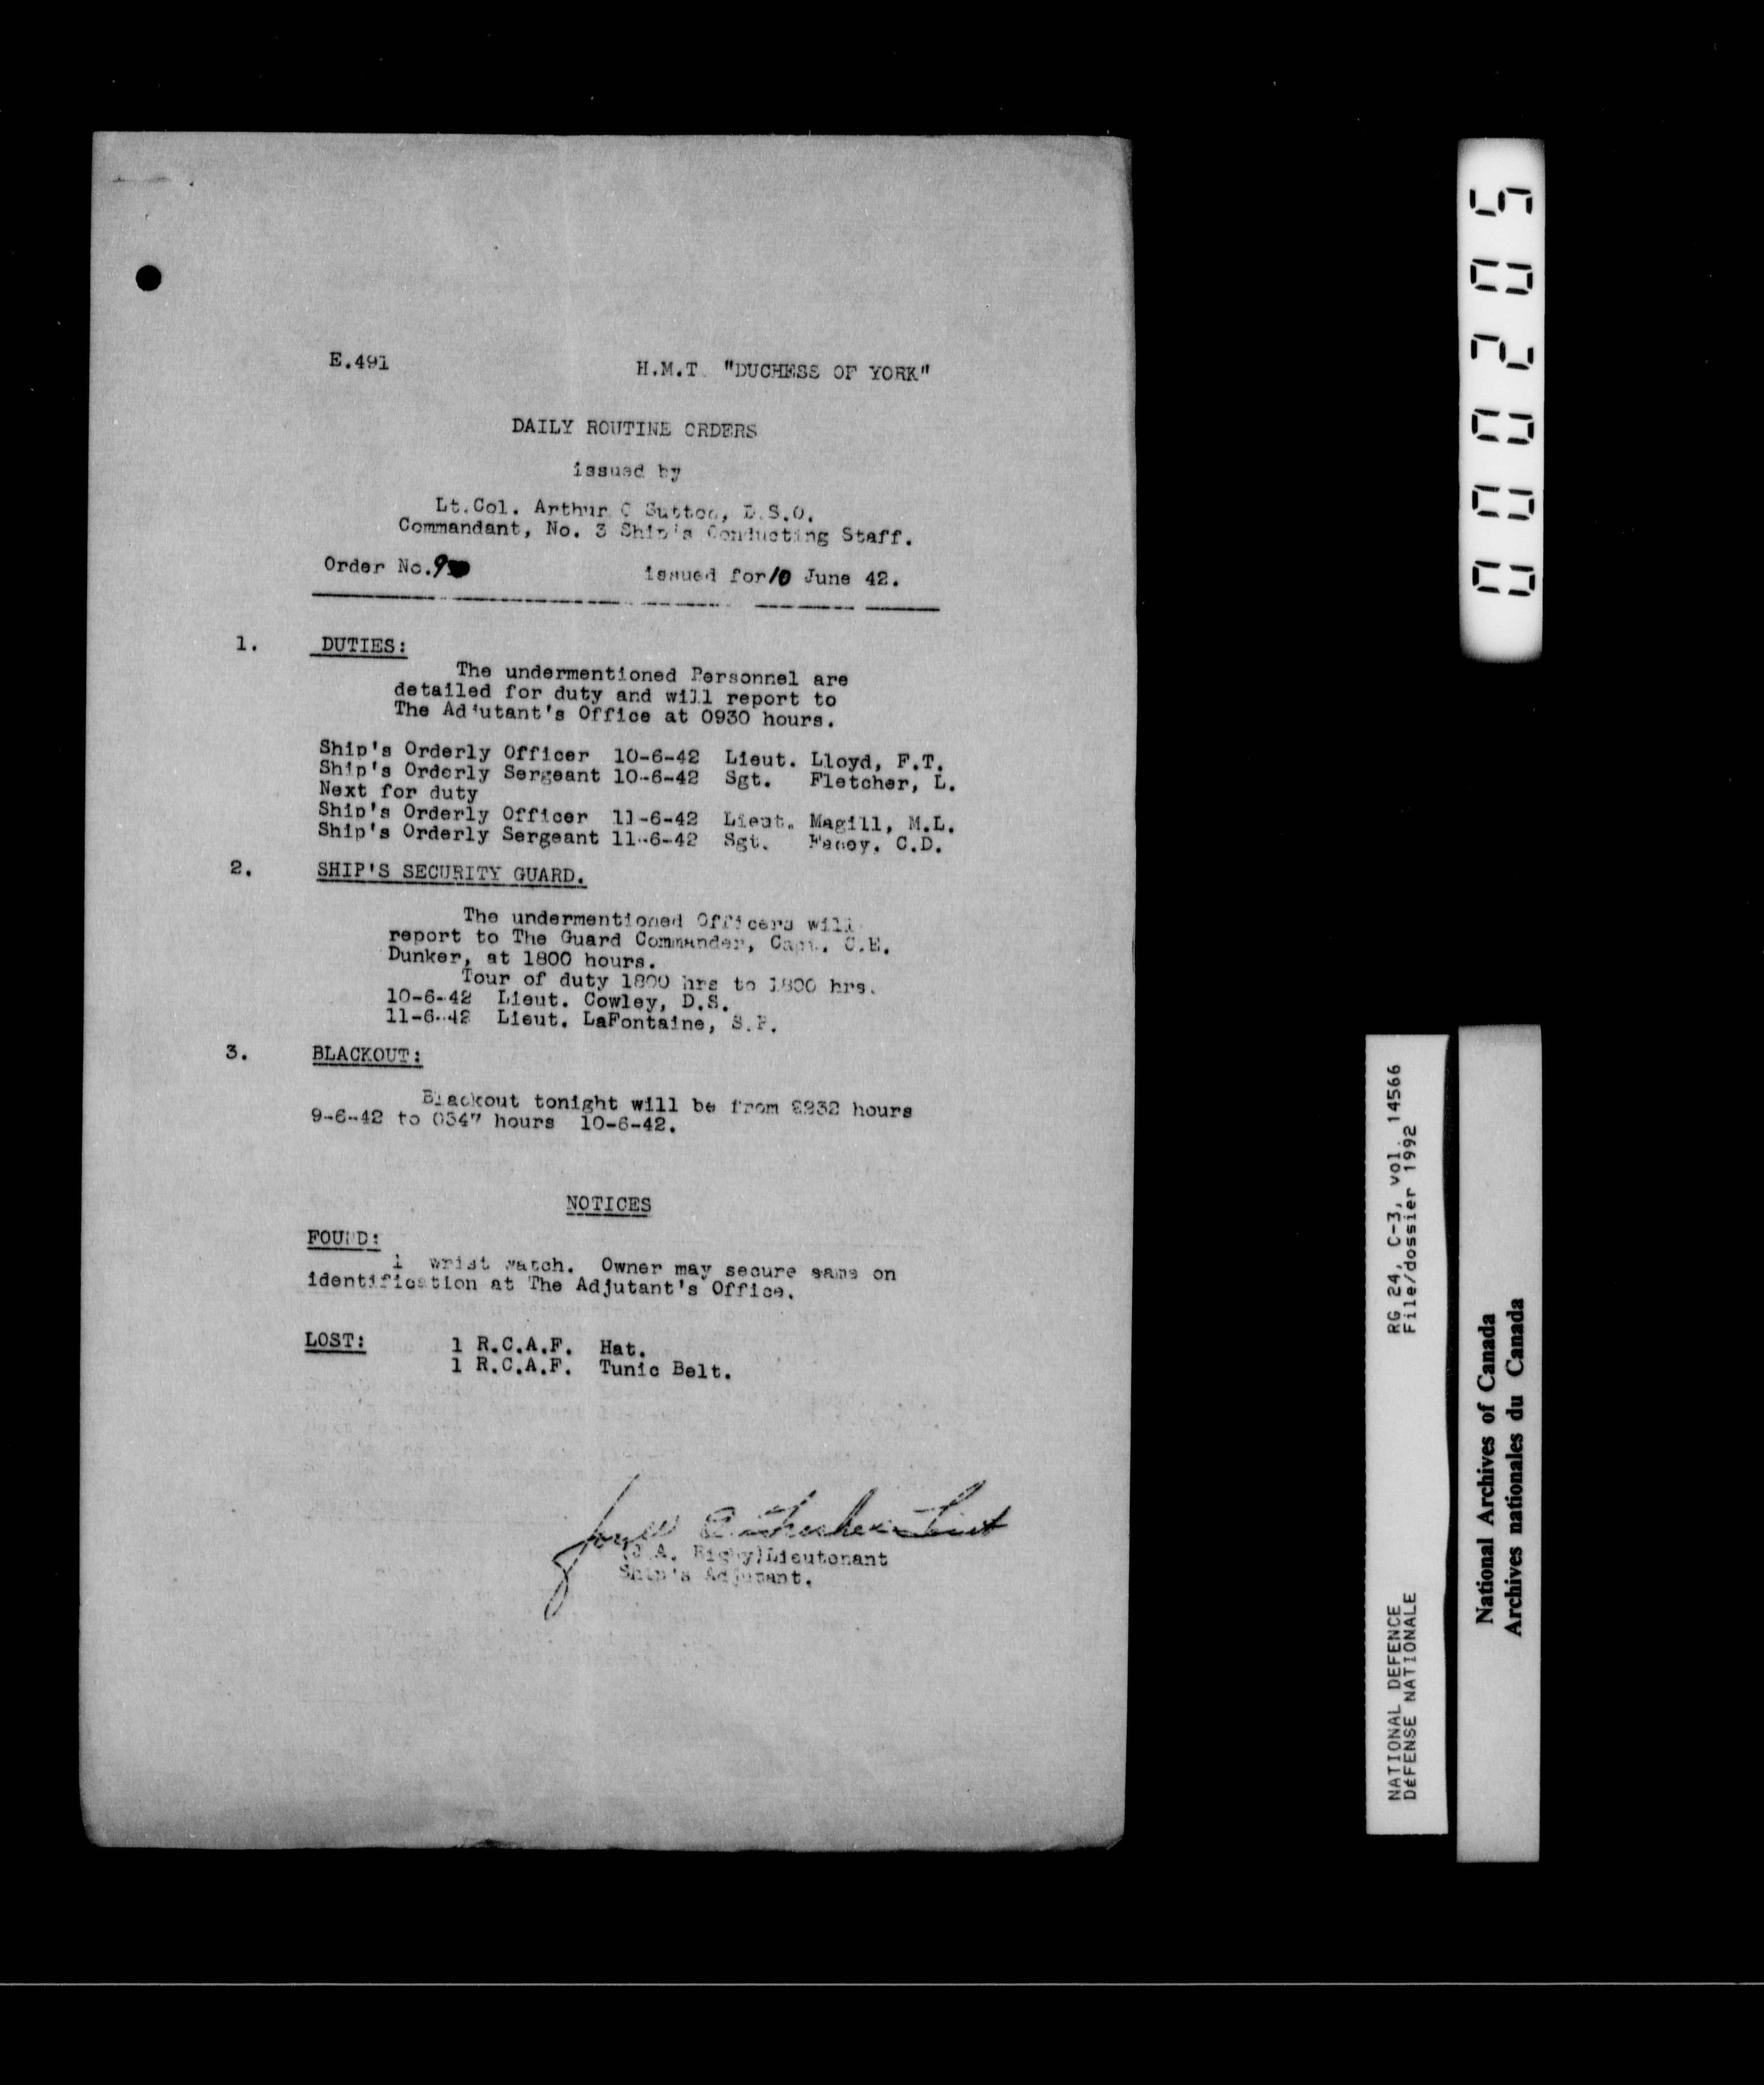 E.491
H.M.T. "DUCHESS OF YORK"
DAILY ROUTINE ORDERS
issued by
Lt.Col. Arthur C Sutton, D.S.O.
Commandant, No. 3 Ship's Conducting Staff.
Order No.9
issued for 10 June 42.
1. DUTIES:
The undermentioned Personnel are
detailed for duty and will report to
The Adjutant's Office at 0930 hours.
Ship's Orderly Officer 10-6-42 Lieut. Lloyd, F.T.
Ship's Orderly Sergeant 10-6-42 Sgt. Fletcher, L.
Next for duty
Ship's Orderly Officer 11-6-42 Lieut. Magill, M.L.
Ship's Orderly Sergeant 11-6-42 Sgt. C.D.
2. SHIP'S SECURITY GUARD.
The undermentioned Officers will
report to The Guard Commander, Capt. C.E.
Dunker, at 1800 hours.
Tour of duty 1800 hrs to 1800 hrs.
10-6-42 Lieut. Cowley, D.S.
11-6-42 Lieut. LaFontaine,
3. BLACKOUT:
Blackout tonight will be from hours
9-6-42 to hours 10-6-42.
NOTICES
FOUND:
1 wrist watch. Owner may secure same on
identification at The Adjutant's Office.
LOST: 1 R.C.A.F. Hat.
1 R.C.A.F. Tunic Belt.
Lieut
(J.A. Rigby)Lieutenant
Ship's Adjutant.
000205
NATIONAL DEFENCE RG 24, C-3, vol. 14566
DéFENSE NATIONALE File/dossier 1992
National Archives of Canada
Archives nationales du Canada